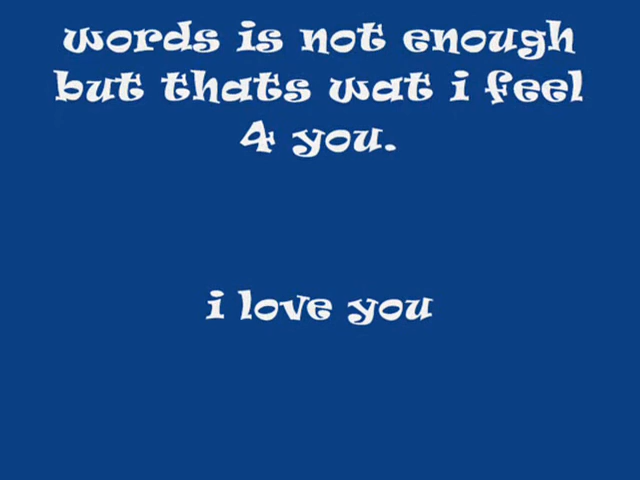 words is not enough
but thats wat i feel
4 you.
i love you